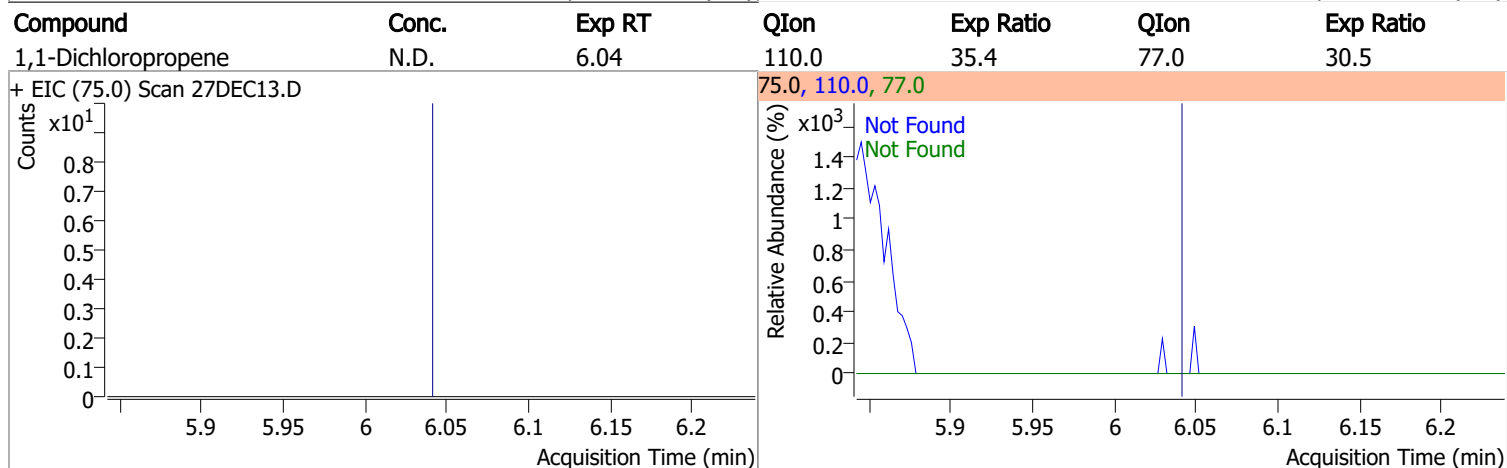 Compound Conc. Exp RT QIon Exp Ratio QIon Exp Ratio
1,1-Dichloropropene N.D. 6.04 110.0 35.4 77.0 30.5
+ EIC (75.0) Scan 27DEC13.D
Counts
x10^1
0.8
0.7
0.6
0.5
0.4
0.3
0.2
0.1
0
5.9 5.95 6 6.05 6.1 6.15 6.2
Acquisition Time (min)
75.0, 110.0, 77.0
Relative Abundance (%)
x10^3
Not Found
Not Found
1.4
1.2
1
0.8
0.6
0.4
0.2
0
5.9 5.95 6 6.05 6.1 6.15 6.2
Acquisition Time (min)